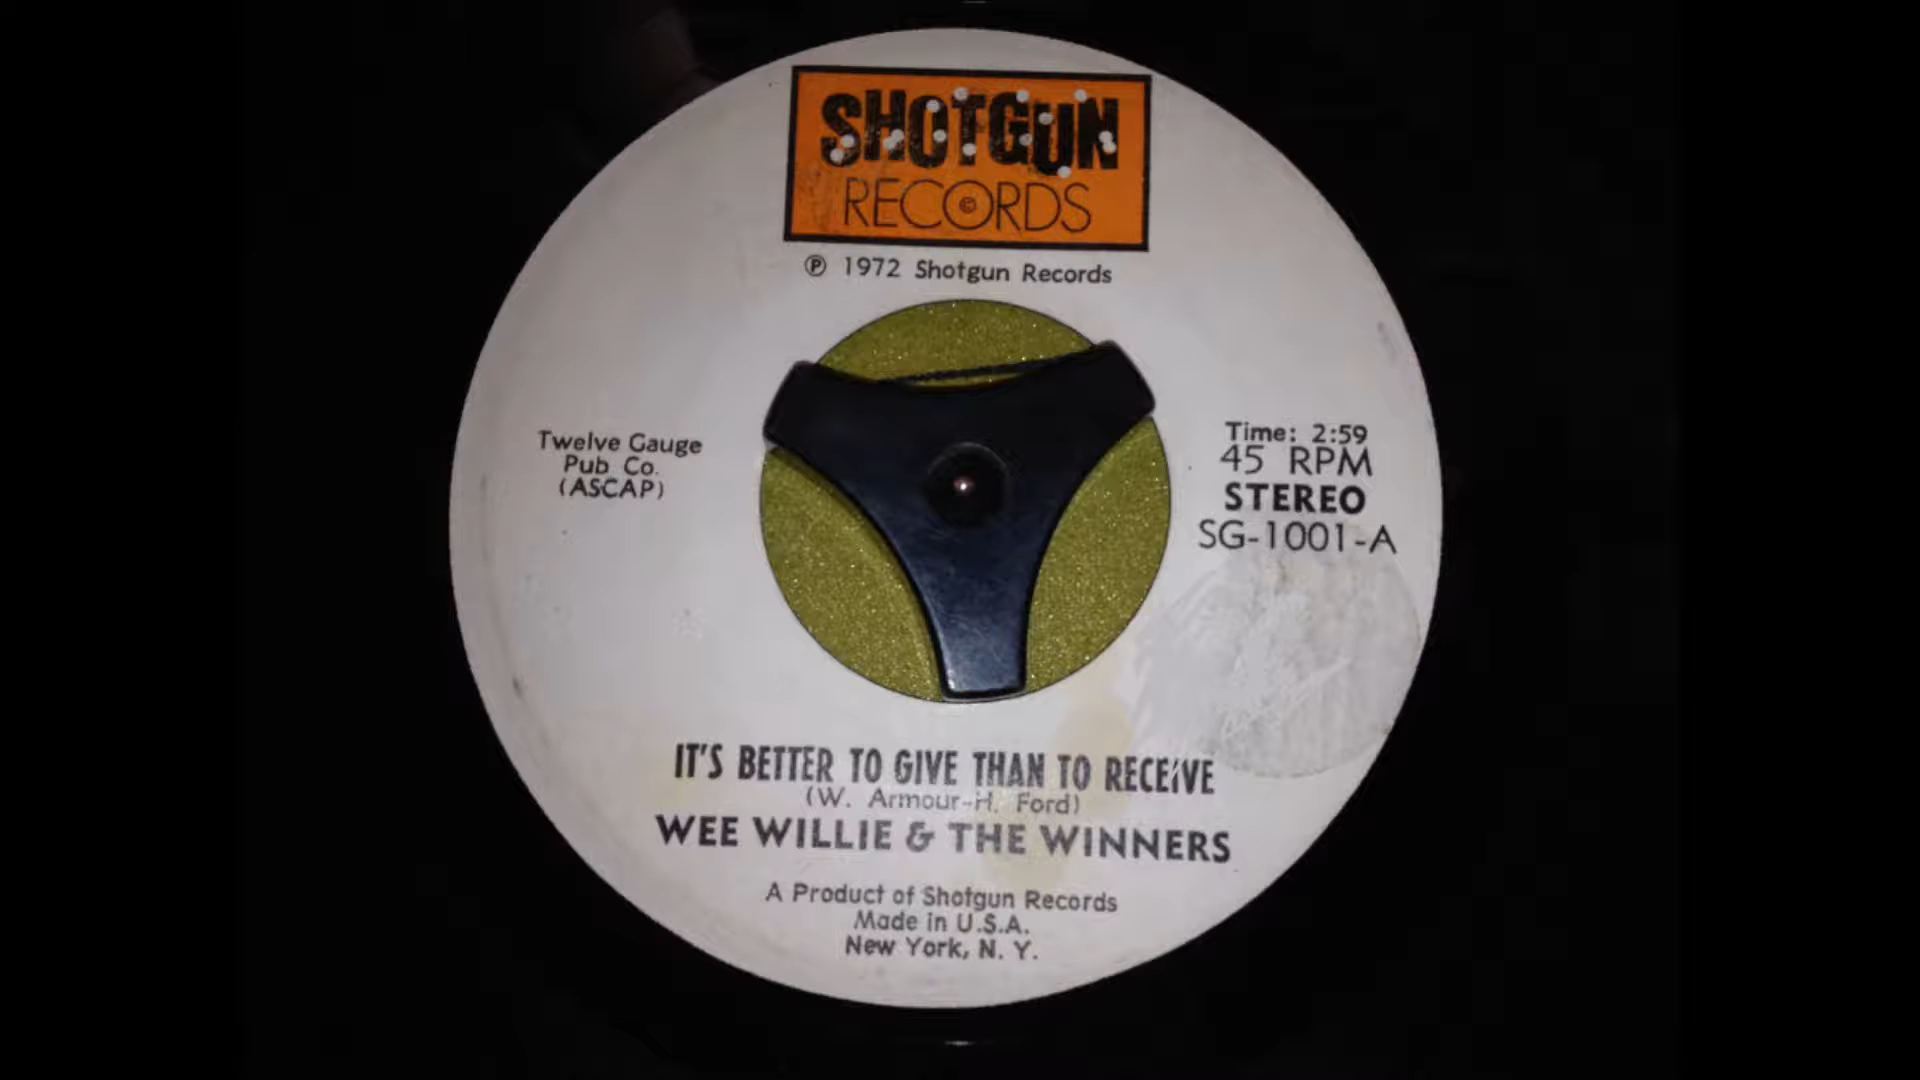 SHOTGUN
RECORDS
©
℗ 1972 Shotgun Records
Twelve Gauge
Pub Co.
(ASCAP)
Time: 2:59
45 RPM
STEREO
SG-1001-A
IT'S BETTER TO GIVE THAN TO RECEIVE
(W. Armour-H. Ford)
WEE WILLIE & THE WINNERS
A Product of Shotgun Records
Made in U.S.A.
New York, N. Y.